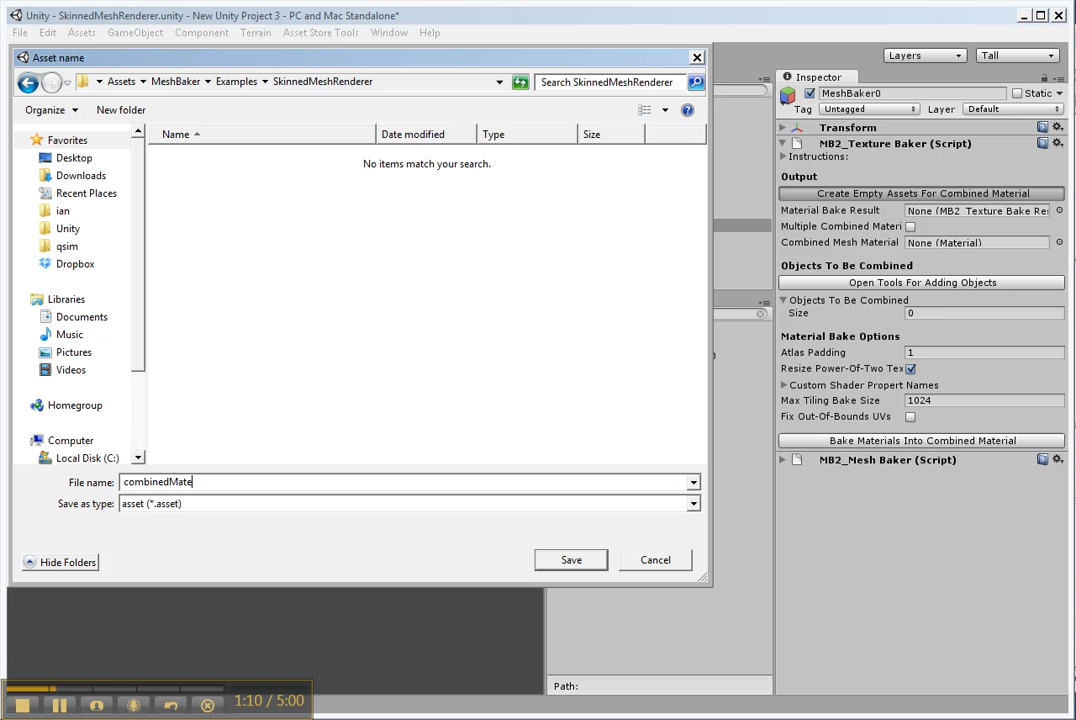 Unity - SkinnedMeshRenderer.unity - New Unity Project 3 - PC and Mac Standalone*
File Edit Assets GameObject Component Terrain Asset Store Tools Window Help
Asset name
Assets MeshBaker Examples SkinnedMeshRenderer
Search SkinnedMeshRenderer
Organize New folder
Name Date modified Type Size
No items match your search.
Favorites
Desktop
Downloads
Recent Places
ian
Unity
qsim
Dropbox
Libraries
Documents
Music
Pictures
Videos
Homegroup
Computer
Local Disk (C:)
File name: combinedMate
Save as type: asset (*.asset)
Hide Folders
Save Cancel
Layers Tall
Inspector
MeshBaker0 Static
Tag Untagged Layer Default
Transform
MB2_Texture Baker (Script)
Instructions:
Output
Create Empty Assets For Combined Material
Material Bake Result None (MB2 Texture Bake Res
Multiple Combined Materi
Combined Mesh Material None (Material)
Objects To Be Combined
Open Tools For Adding Objects
Objects To Be Combined
Size 0
Material Bake Options
Atlas Padding 1
Resize Power-Of-Two Tex
Custom Shader Propert Names
Max Tiling Bake Size 1024
Fix Out-Of-Bounds UVs
Bake Materials Into Combined Material
MB2_Mesh Baker (Script)
Path:
1:10 / 5:00